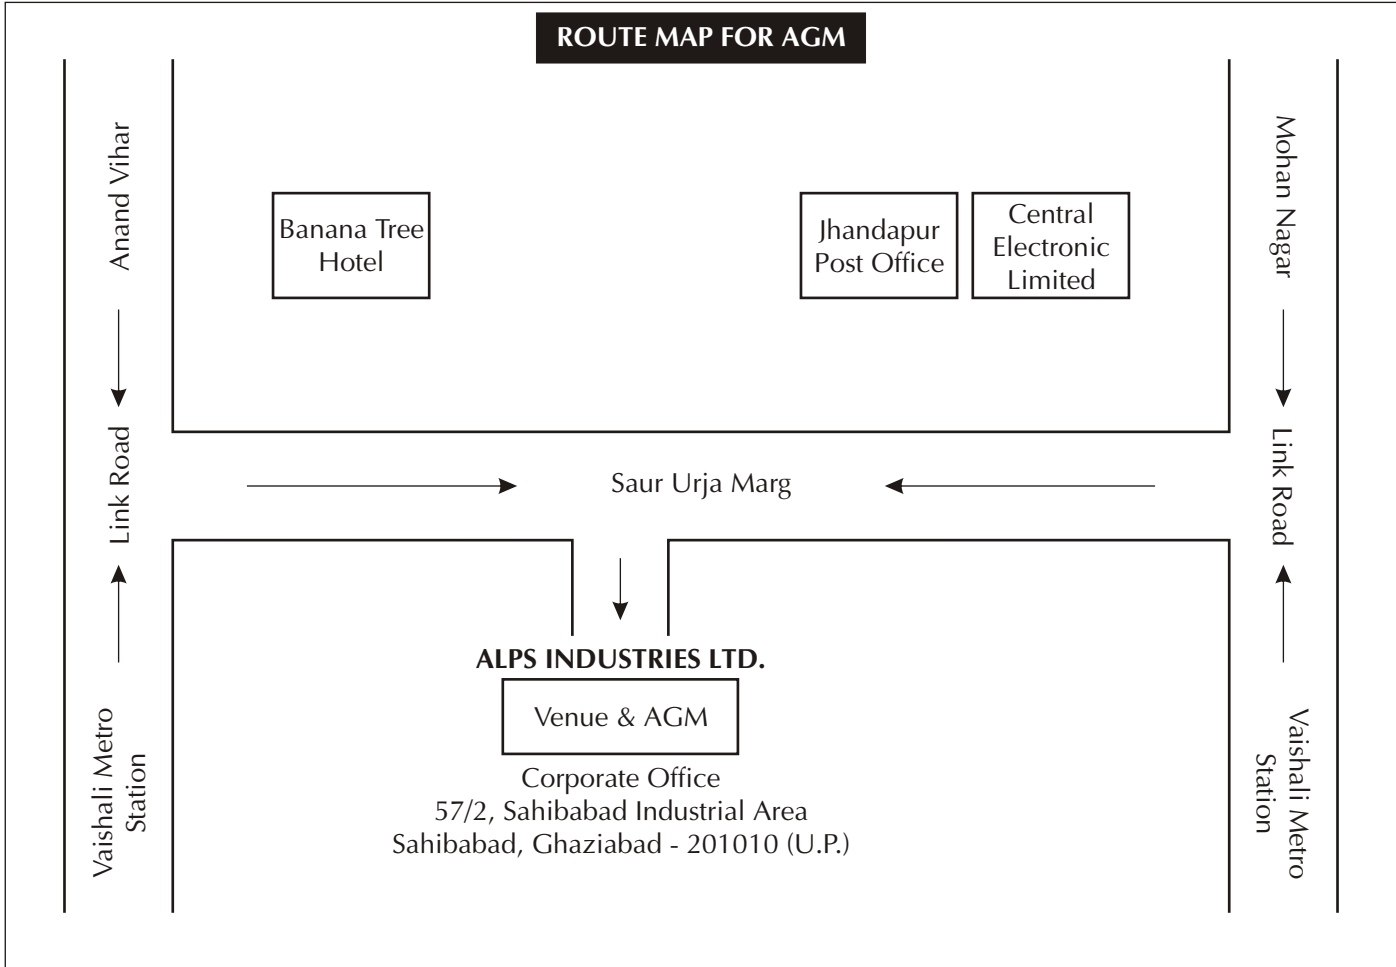 ROUTE MAP FOR AGM
Anand Vihar
Mohan Nagar
Banana Tree
Hotel
Jhandapur
Post Office
Central
Electronic
Limited
Link Road
Saur Urja Marg
Link Road
ALPS INDUSTRIES LTD.
Venue & AGM
Corporate Office
57/2, Sahibabad Industrial Area
Sahibabad, Ghaziabad - 201010 (U.P.)
Vaishali Metro
Station
Vaishali Metro
Station